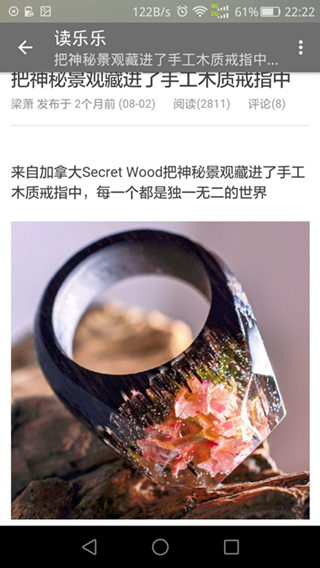 122B/s 22:22
读乐乐
把神秘景观藏进了手工木质戒指中...
把神秘景观藏进了手工木质戒指中
梁萧 发布于 2个月前 (08-02) 阅读(2811) 评论(8)
来自加拿大Secret Wood把神秘景观藏进了手工
木质戒指中，每一个都是独一无二的世界